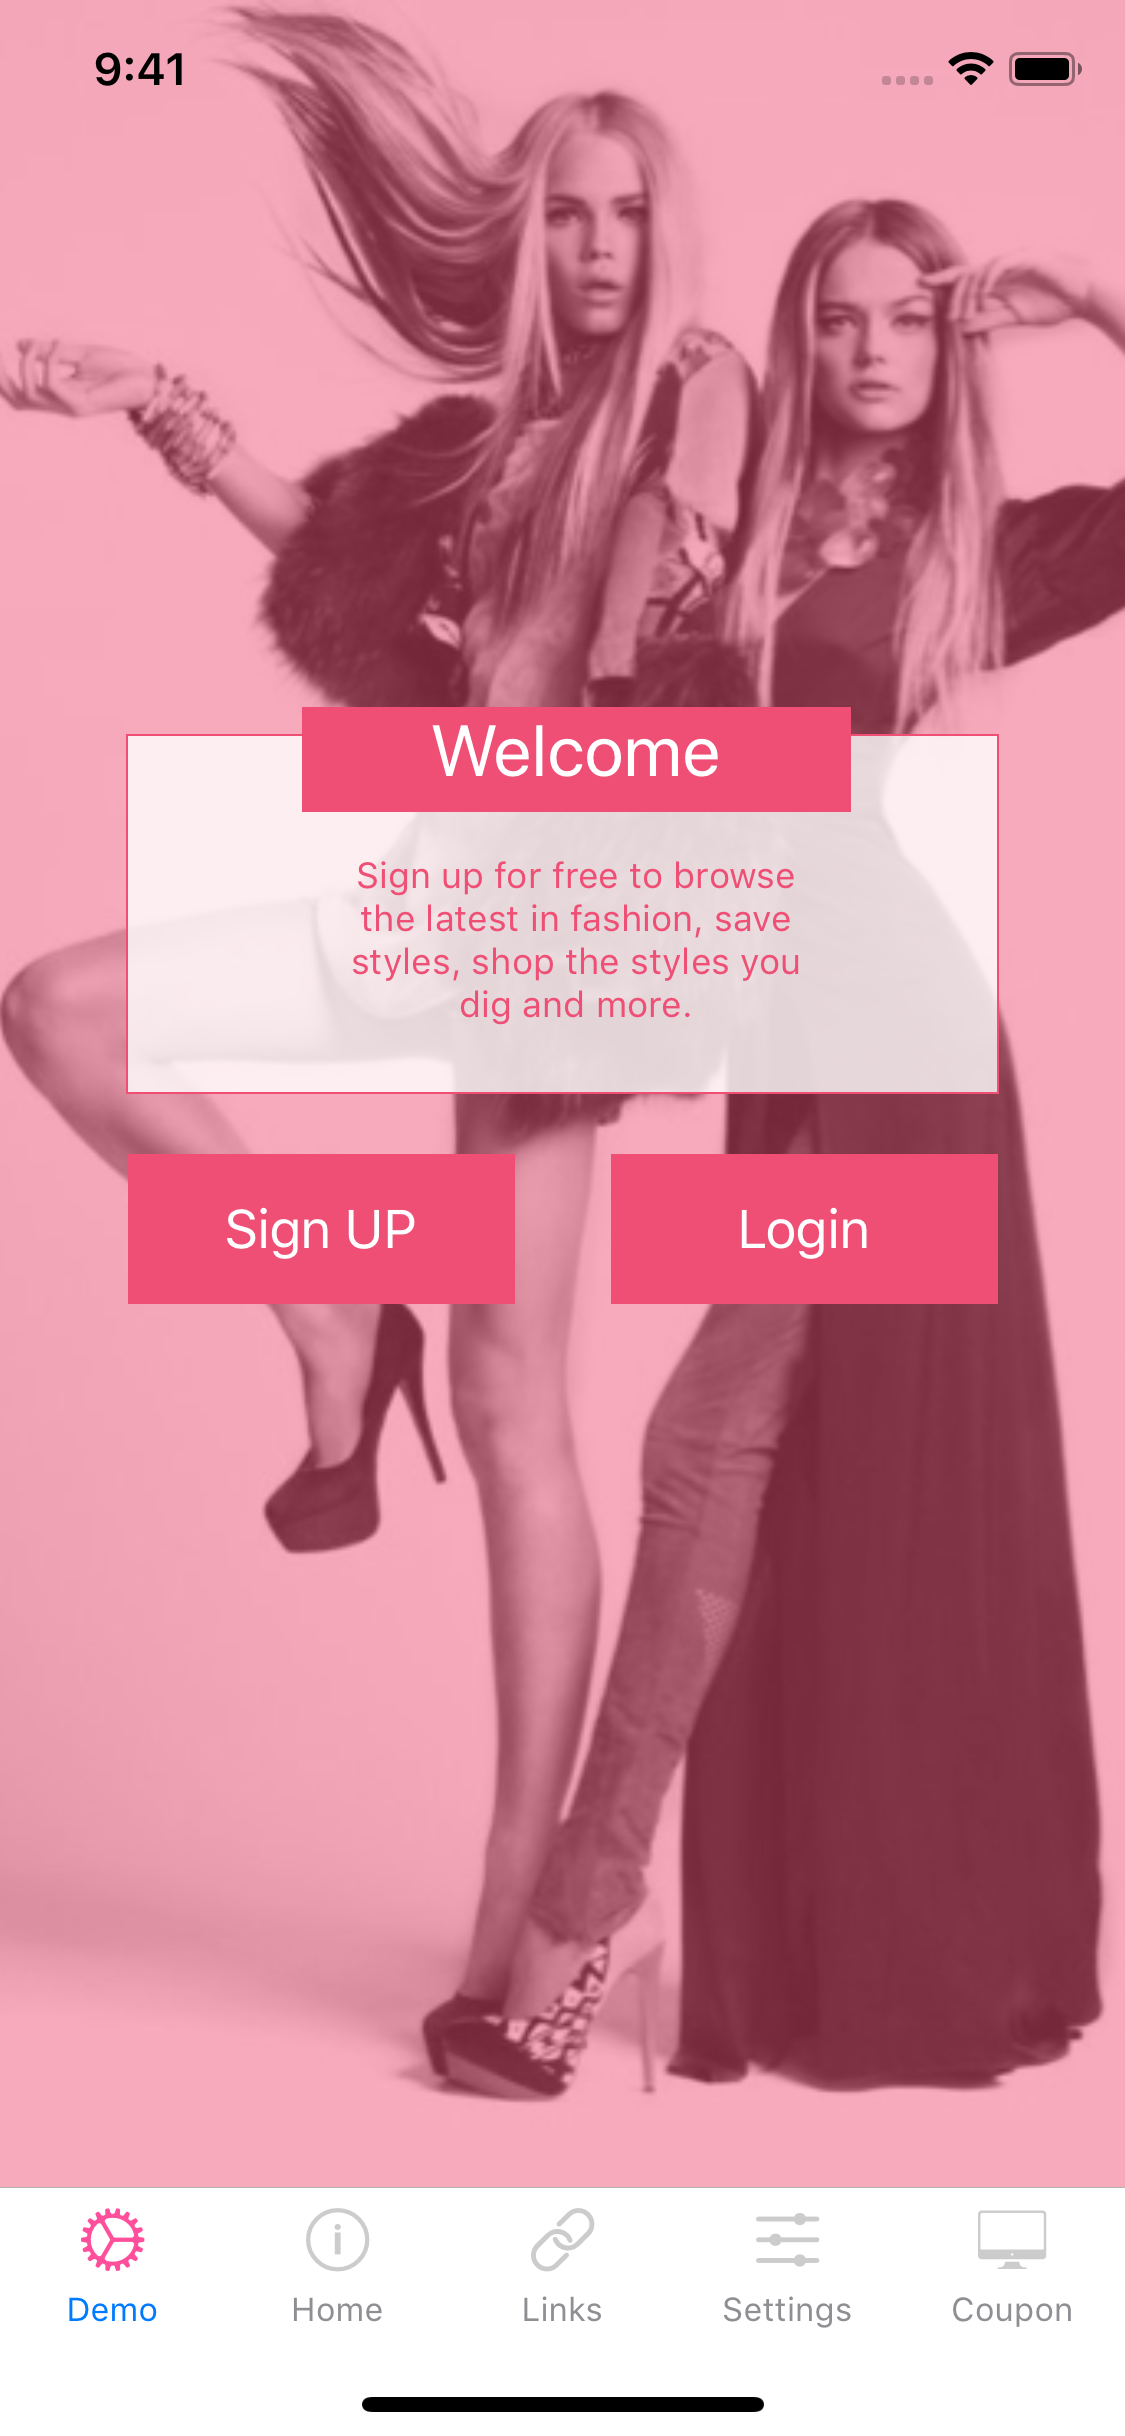 9:41
Welcome
Sign up for free to browse
the latest in fashion, save
styles, shop the styles you
dig and more.
Sign UP
Login
Demo
Home
Links
Settings
Coupon